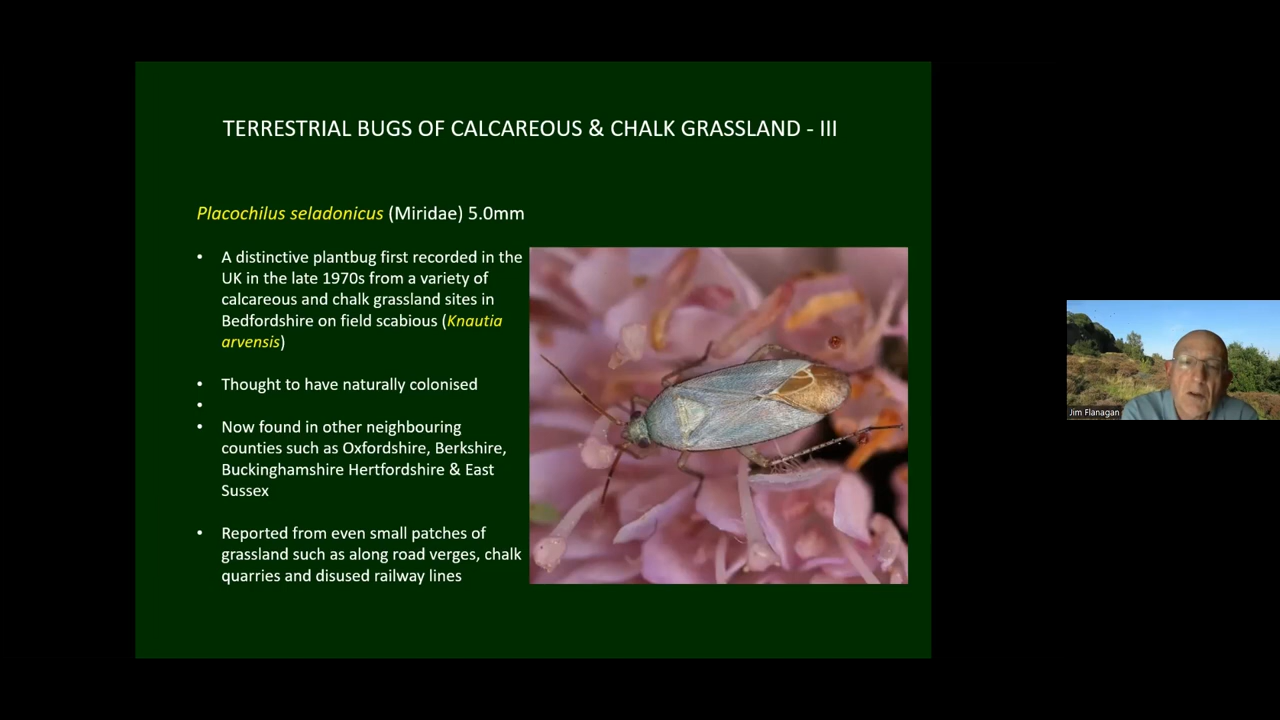 TERRESTRIAL BUGS OF CALCAREOUS & CHALK GRASSLAND - III
Placochilus seladonicus (Miridae) 5.0mm
• A distinctive plantbug first recorded in the
UK in the late 1970s from a variety of
calcareous and chalk grassland sites in
Bedfordshire on field scabious (Knautia
arvensis)
• Thought to have naturally colonised
•
• Now found in other neighbouring
counties such as Oxfordshire, Berkshire,
Buckinghamshire Hertfordshire & East
Sussex
• Reported from even small patches of
grassland such as along road verges, chalk
quarries and disused railway lines
Jim Flanagan